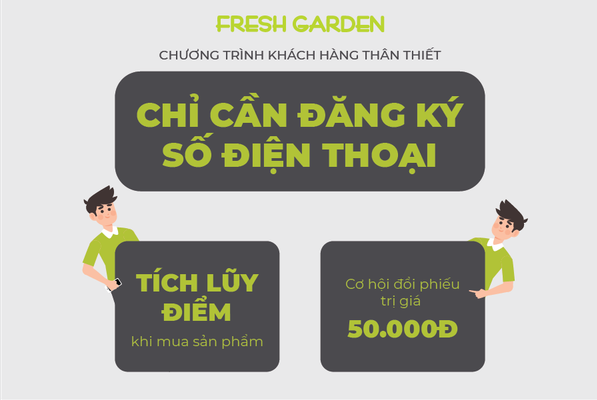 FRESH GARDEN
CHƯƠNG TRÌNH KHÁCH HÀNG THÂN THIẾT
CHỈ CẦN ĐĂNG KÝ
SỐ ĐIỆN THOẠI
TÍCH LŨY
ĐIỂM
khi mua sản phẩm
Cơ hội đổi phiếu
trị giá
50.000Đ